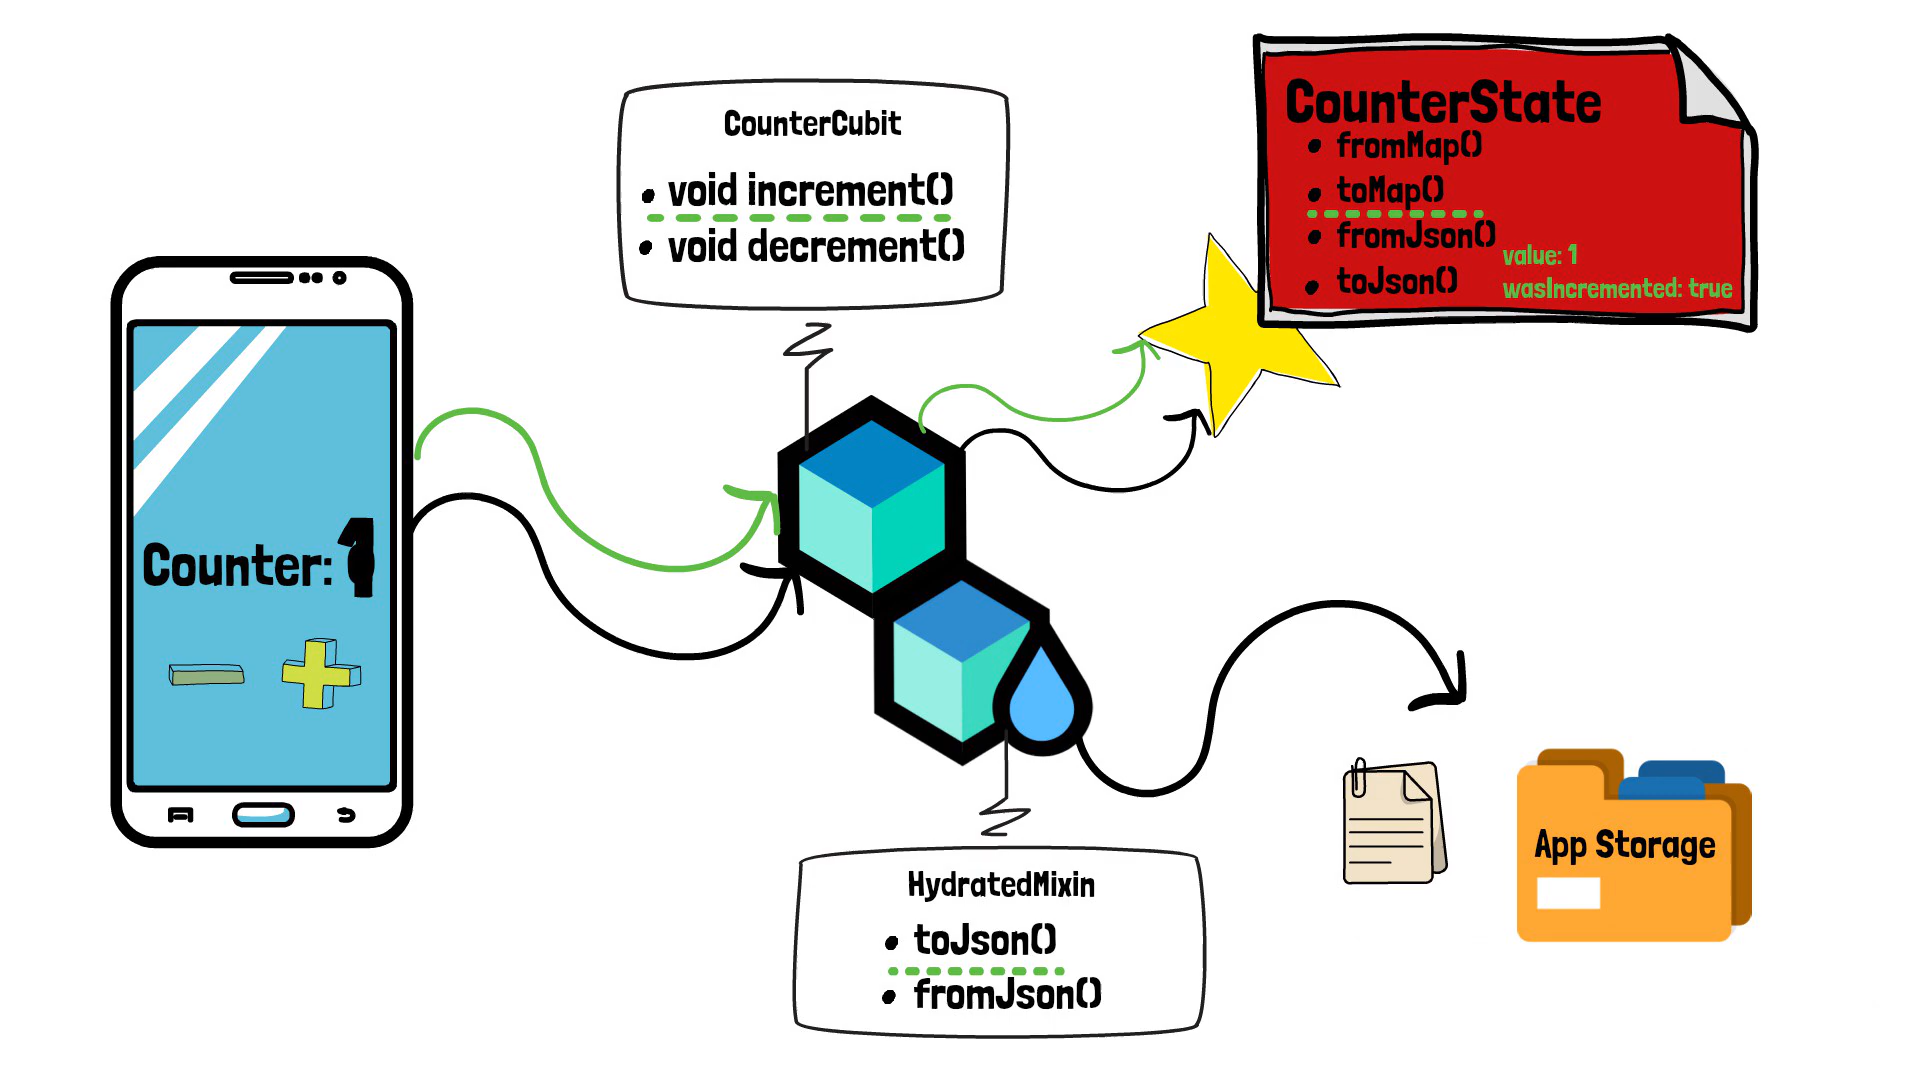 CounterCubit
• void increment()
• void decrement()
CounterState
• fromMap()
• toMap()
• fromJson()
• toJson()
value: 1
wasIncremented: true
Counter: 1
App Storage
HydratedMixin
• toJson()
• fromJson()